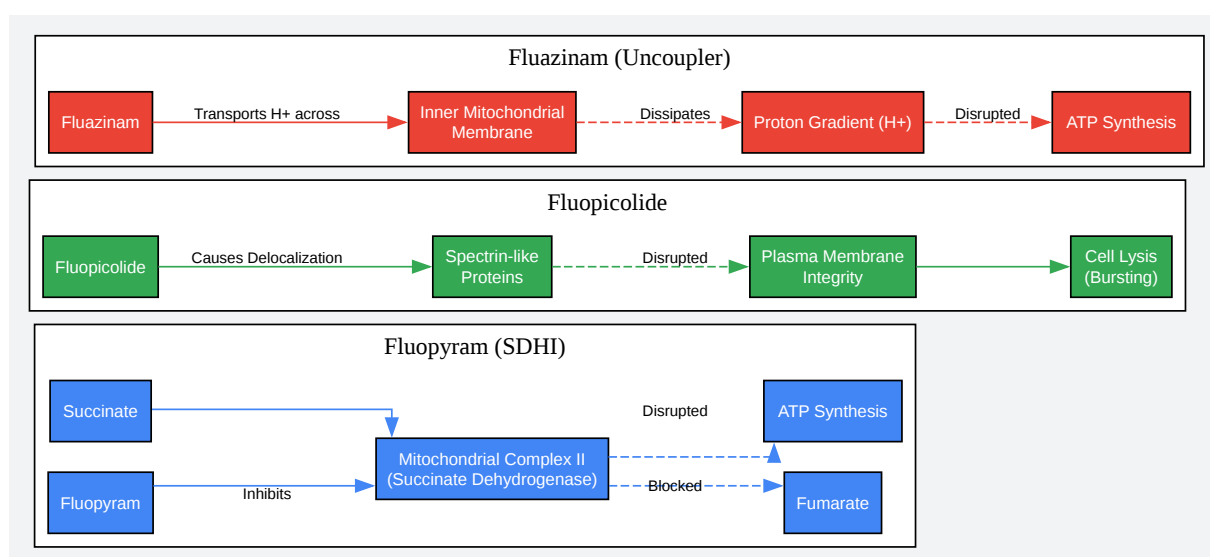 Fluazinam (Uncoupler)
Fluazinam
Transports H+ across
Inner Mitochondrial
Membrane
Dissipates
Proton Gradient (H+)
Disrupted
ATP Synthesis
Fluopicolide
Fluopicolide
Causes Delocalization
Spectrin-like
Proteins
Disrupted
Plasma Membrane
Integrity
Cell Lysis
(Bursting)
Fluopyram (SDHI)
Succinate
Disrupted
ATP Synthesis
Mitochondrial Complex II
(Succinate Dehydrogenase)
Fluopyram
Inhibits
Blocked
Fumarate